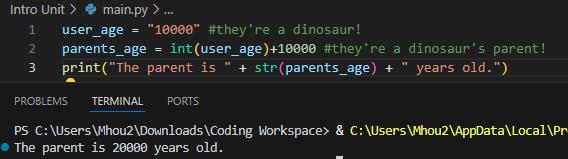 Intro Unit > main.py > ...
1 user_age = "10000" #they're a dinosaur!
2 parents_age = int(user_age)+10000 #they're a dinosaur's parent!
3 print("The parent is " + str(parents_age) + " years old.")
PROBLEMS TERMINAL PORTS
PS C:\Users\Mhou2\Downloads\Coding Workspace> & C:\Users\Mhou2\AppData\Local\Pr
The parent is 20000 years old.